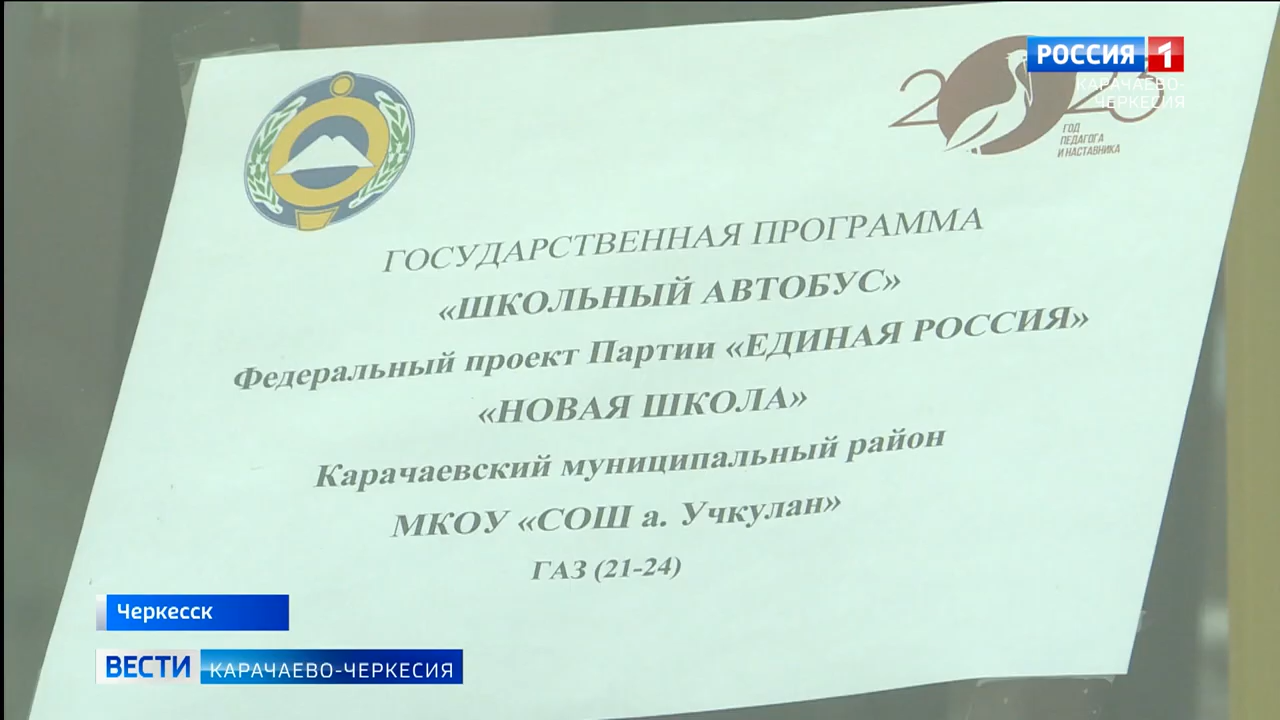 РОССИЯ 1
КАРАЧАЕВО-
ЧЕРКЕСИЯ
2023
ГОД
ПЕДАГОГА
И НАСТАВНИКА
ГОСУДАРСТВЕННАЯ ПРОГРАММА
«ШКОЛЬНЫЙ АВТОБУС»
Федеральный проект Партии «ЕДИНАЯ РОССИЯ»
«НОВАЯ ШКОЛА»
Карачаевский муниципальный район
МКОУ «СОШ а. Учкулан»
ГАЗ (21-24)
Черкесск
ВЕСТИ КАРАЧАЕВО-ЧЕРКЕСИЯ